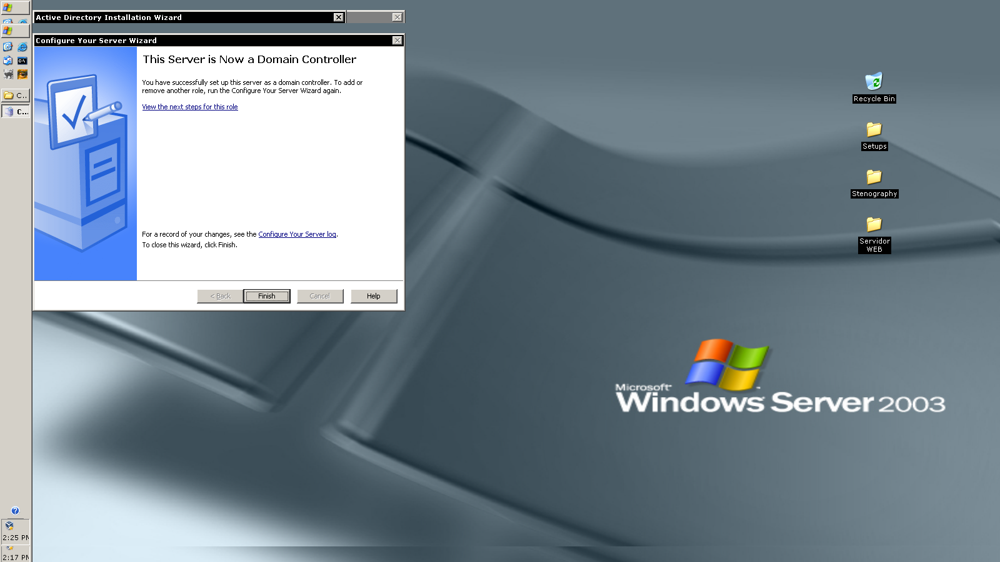 Active Directory Installation Wizard
Configure Your Server Wizard
This Server is Now a Domain Controller
You have successfully set up this server as a domain controller. To add or
remove another role, run the Configure Your Server Wizard again.
View the next steps for this role
For a record of your changes, see the Configure Your Server log.
To close this wizard, click Finish.
< Back
Finish
Cancel
Help
C:\
C...
C...
2:25 PM
2:17 PM
Recycle Bin
Setups
Stenography
Servidor
WEB
Microsoft
Windows Server 2003